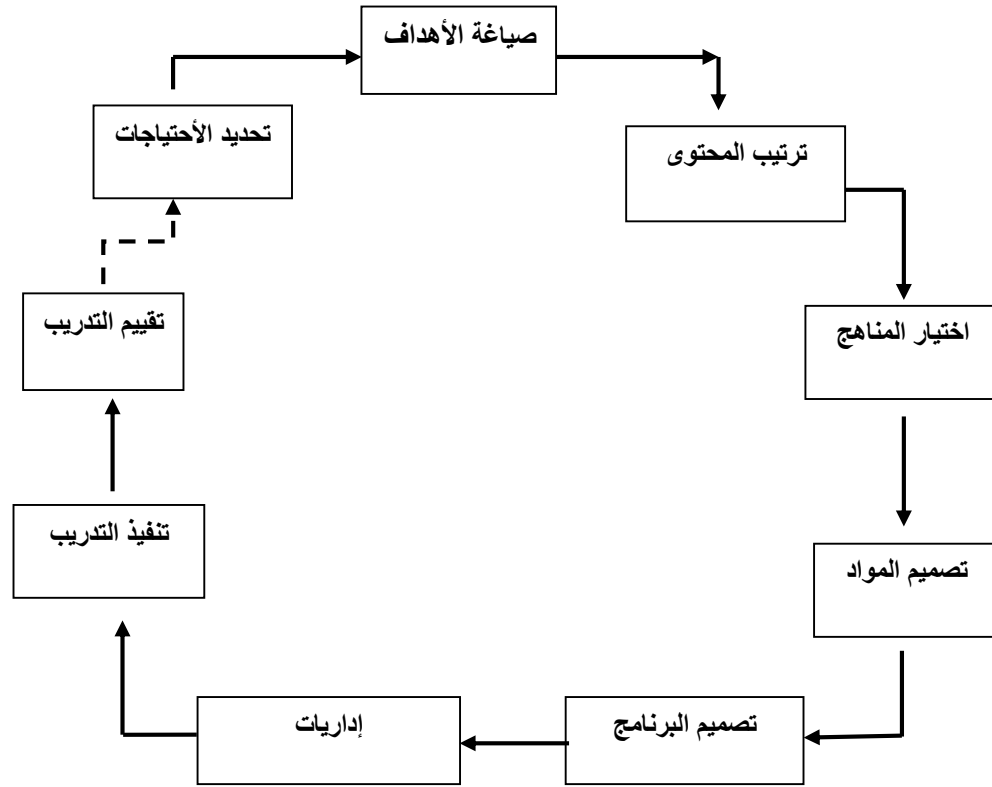 صياغة الأهداف
تحديد الأحتياجات
ترتيب المحتوى
تقييم التدريب
اختيار المناهج
تنفيذ التدريب
تصميم المواد
إداريات
تصميم البرنامج